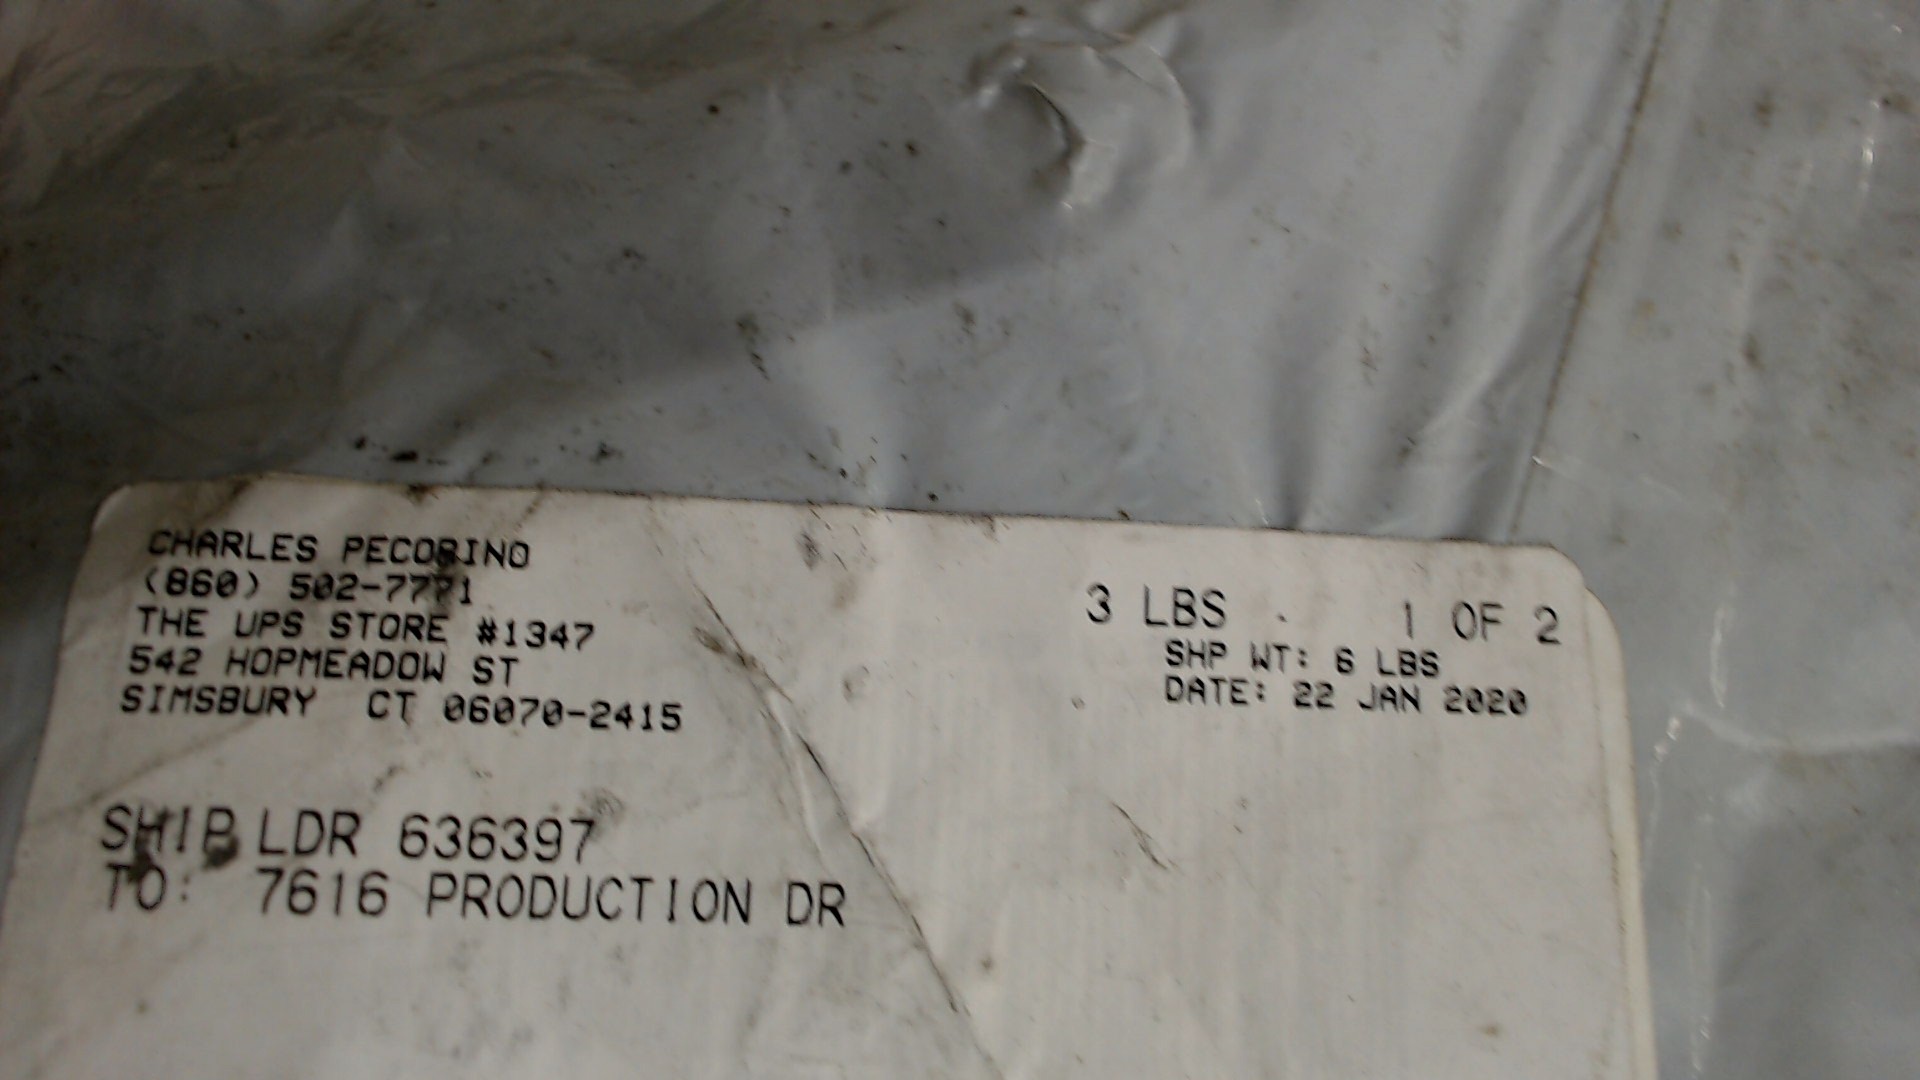 CHARLES PECORINO
(860) 502-7771
THE UPS STORE #1347
542 HOPMEADOW ST
SIMSBURY CT 06070-2415
3 LBS 1 OF 2
SHP WT: 6 LBS
DATE: 22 JAN 2020
SHIP LDR 636397
TO: 7616 PRODUCTION DR